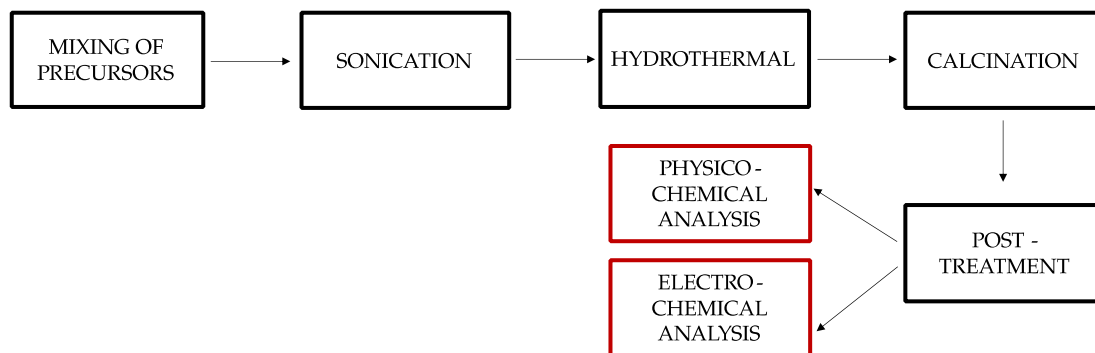 MIXING OF
PRECURSORS
SONICATION
HYDROTHERMAL
CALCINATION
PHYSICO -
CHEMICAL
ANALYSIS
POST -
TREATMENT
ELECTRO -
CHEMICAL
ANALYSIS